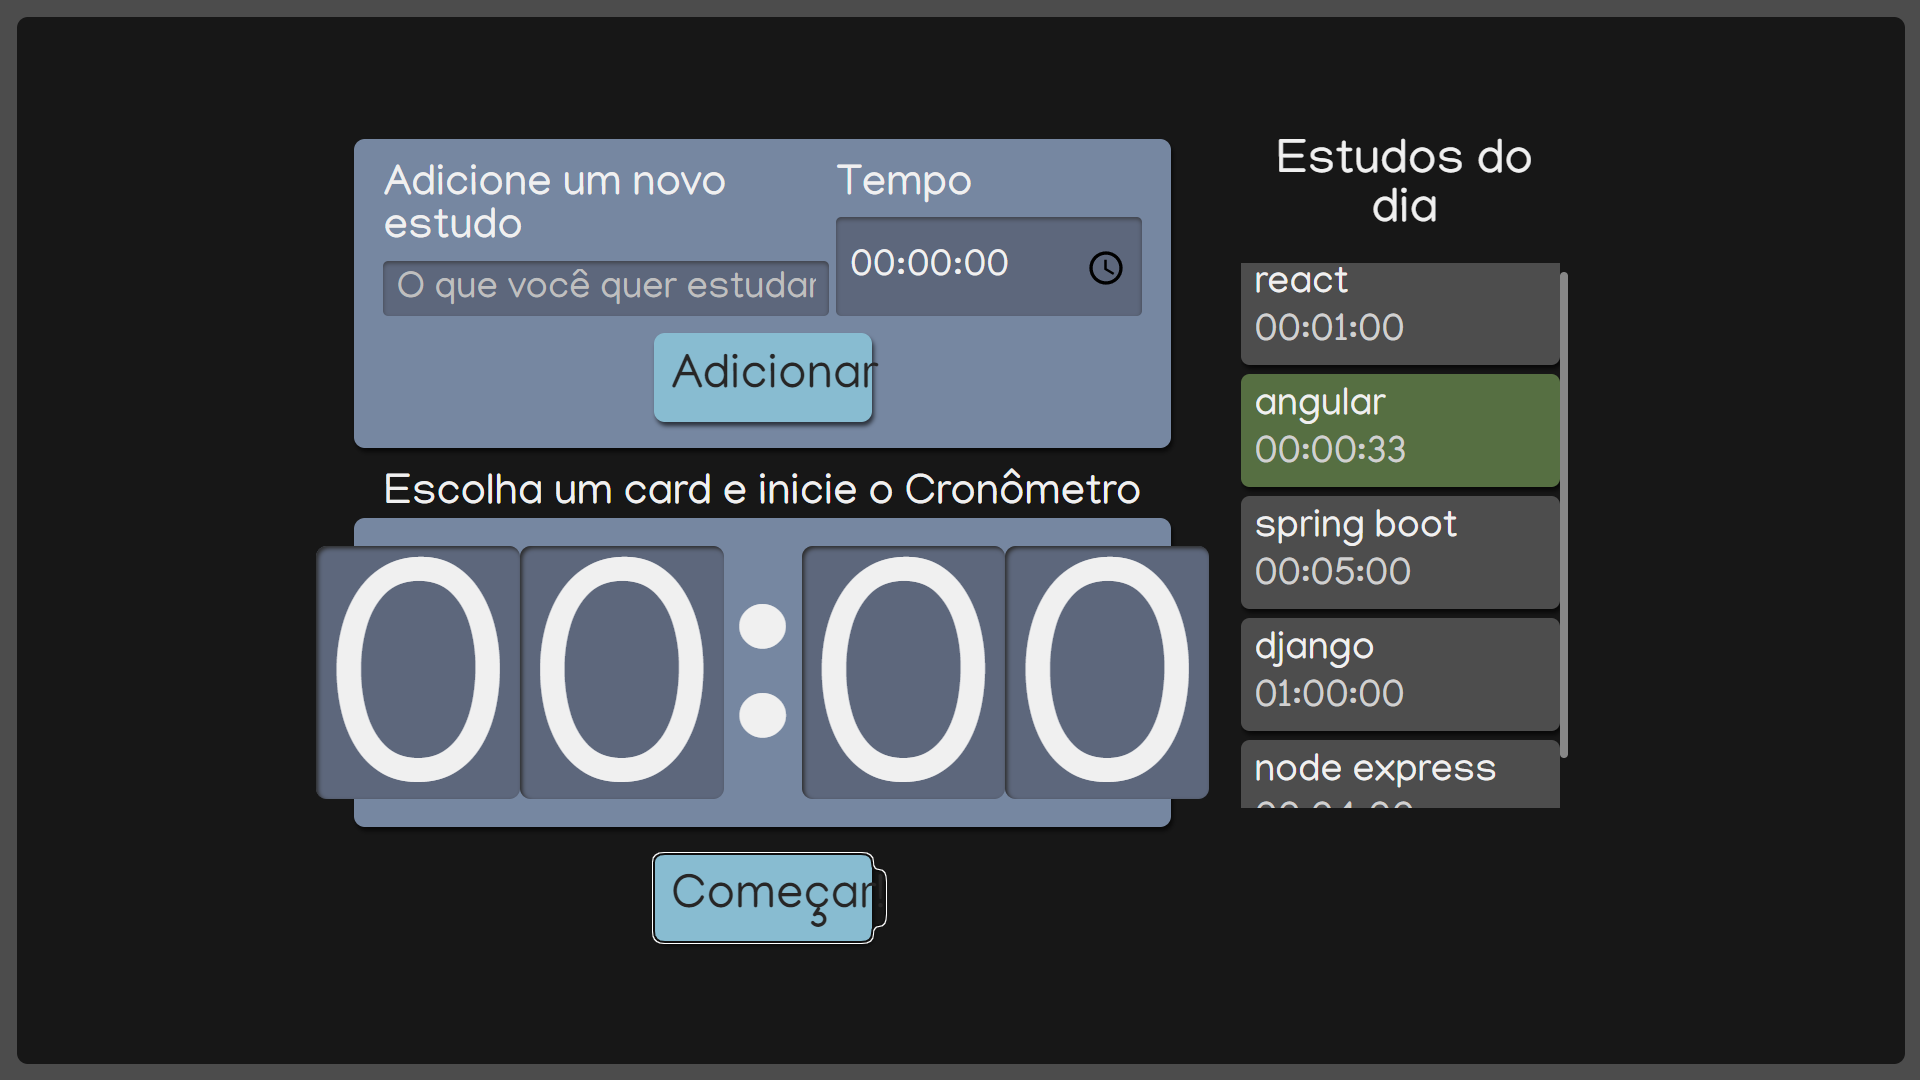 Adicione um novo
estudo
Tempo
O que você quer estudar
00:00:00
Adicionar
Escolha um card e inicie o Cronômetro
00:00
Começar!
Estudos do
dia
react
00:01:00
angular
00:00:33
spring boot
00:05:00
django
01:00:00
node express